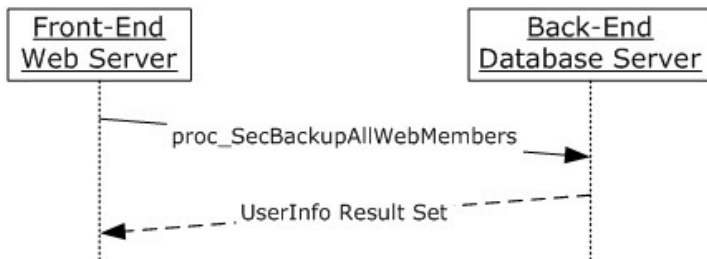 Front-End
Web Server
Back-End
Database Server
proc_SecBackupAllWebMembers
UserInfo Result Set